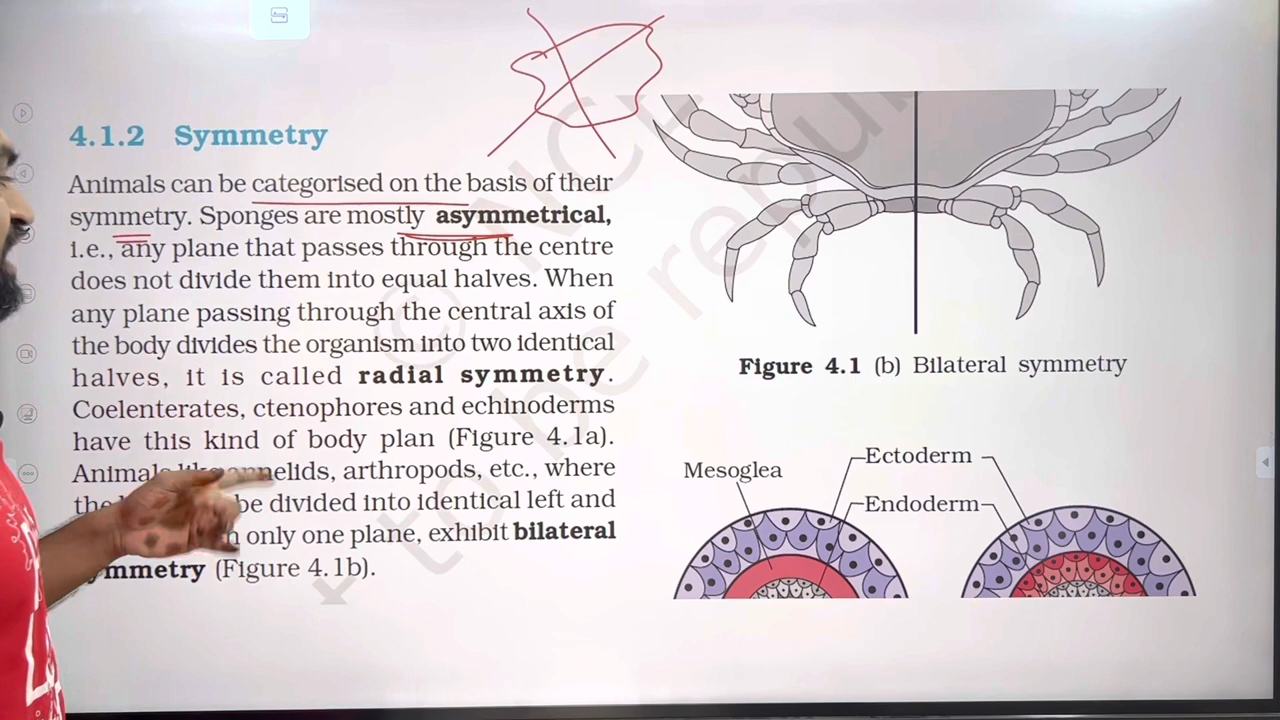 4.1.2 Symmetry
Animals can be categorised on the basis of their
symmetry. Sponges are mostly asymmetrical,
i.e., any plane that passes through the centre
does not divide them into equal halves. When
any plane passing through the central axis of
the body divides the organism into two identical
halves, it is called radial symmetry.
Coelenterates, ctenophores and echinoderms
have this kind of body plan (Figure 4.1a).
annelids, arthropods, etc., where
be divided into identical left and
only one plane, exhibit bilateral
(Figure 4.1b).
Figure 4.1 (b) Bilateral symmetry
Mesoglea
Ectoderm
Endoderm
to be republ